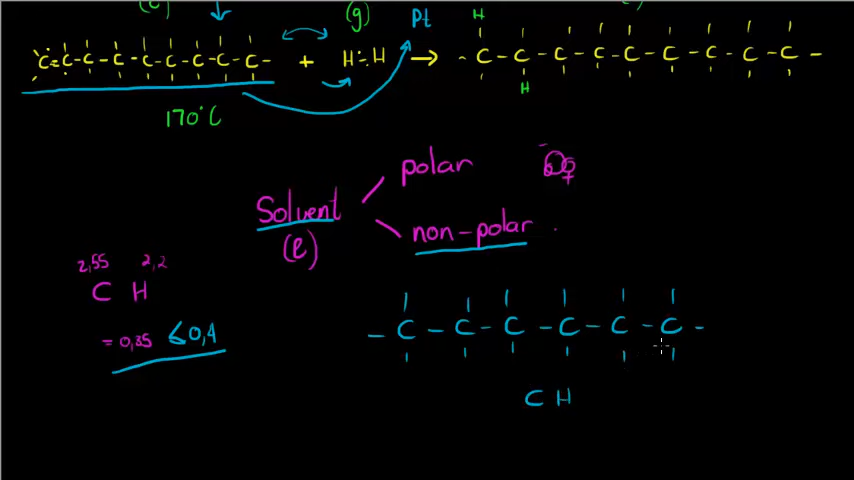 (g) Pt
C=C-C-C-C-C-C-C- + H:H → -C-C-C-C-C-C-C-C-C-
H
H
170°C
polar
Solvent
(l)
non-polar
2,55 2,2
C H
= 0,35 ≤0,4
-C-C-C-C-C-C-
C H